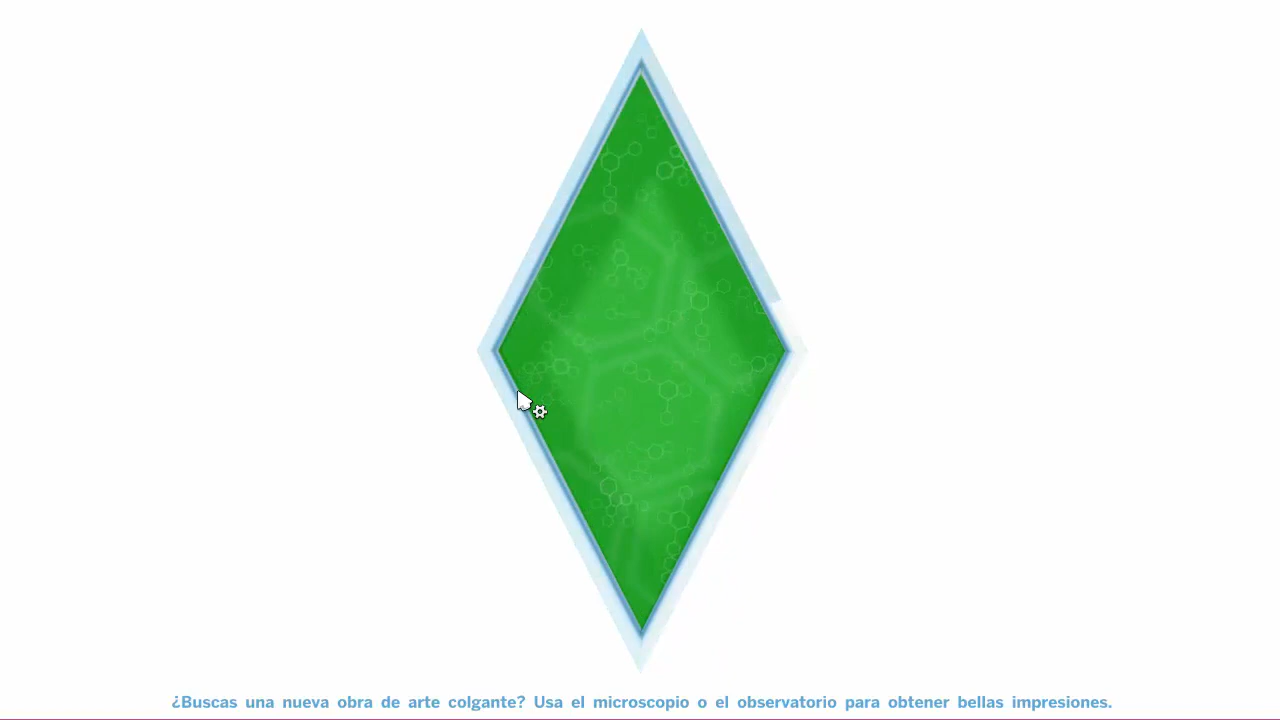 ¿Buscas una nueva obra de arte colgante? Usa el microscopio o el observatorio para obtener bellas impresiones.